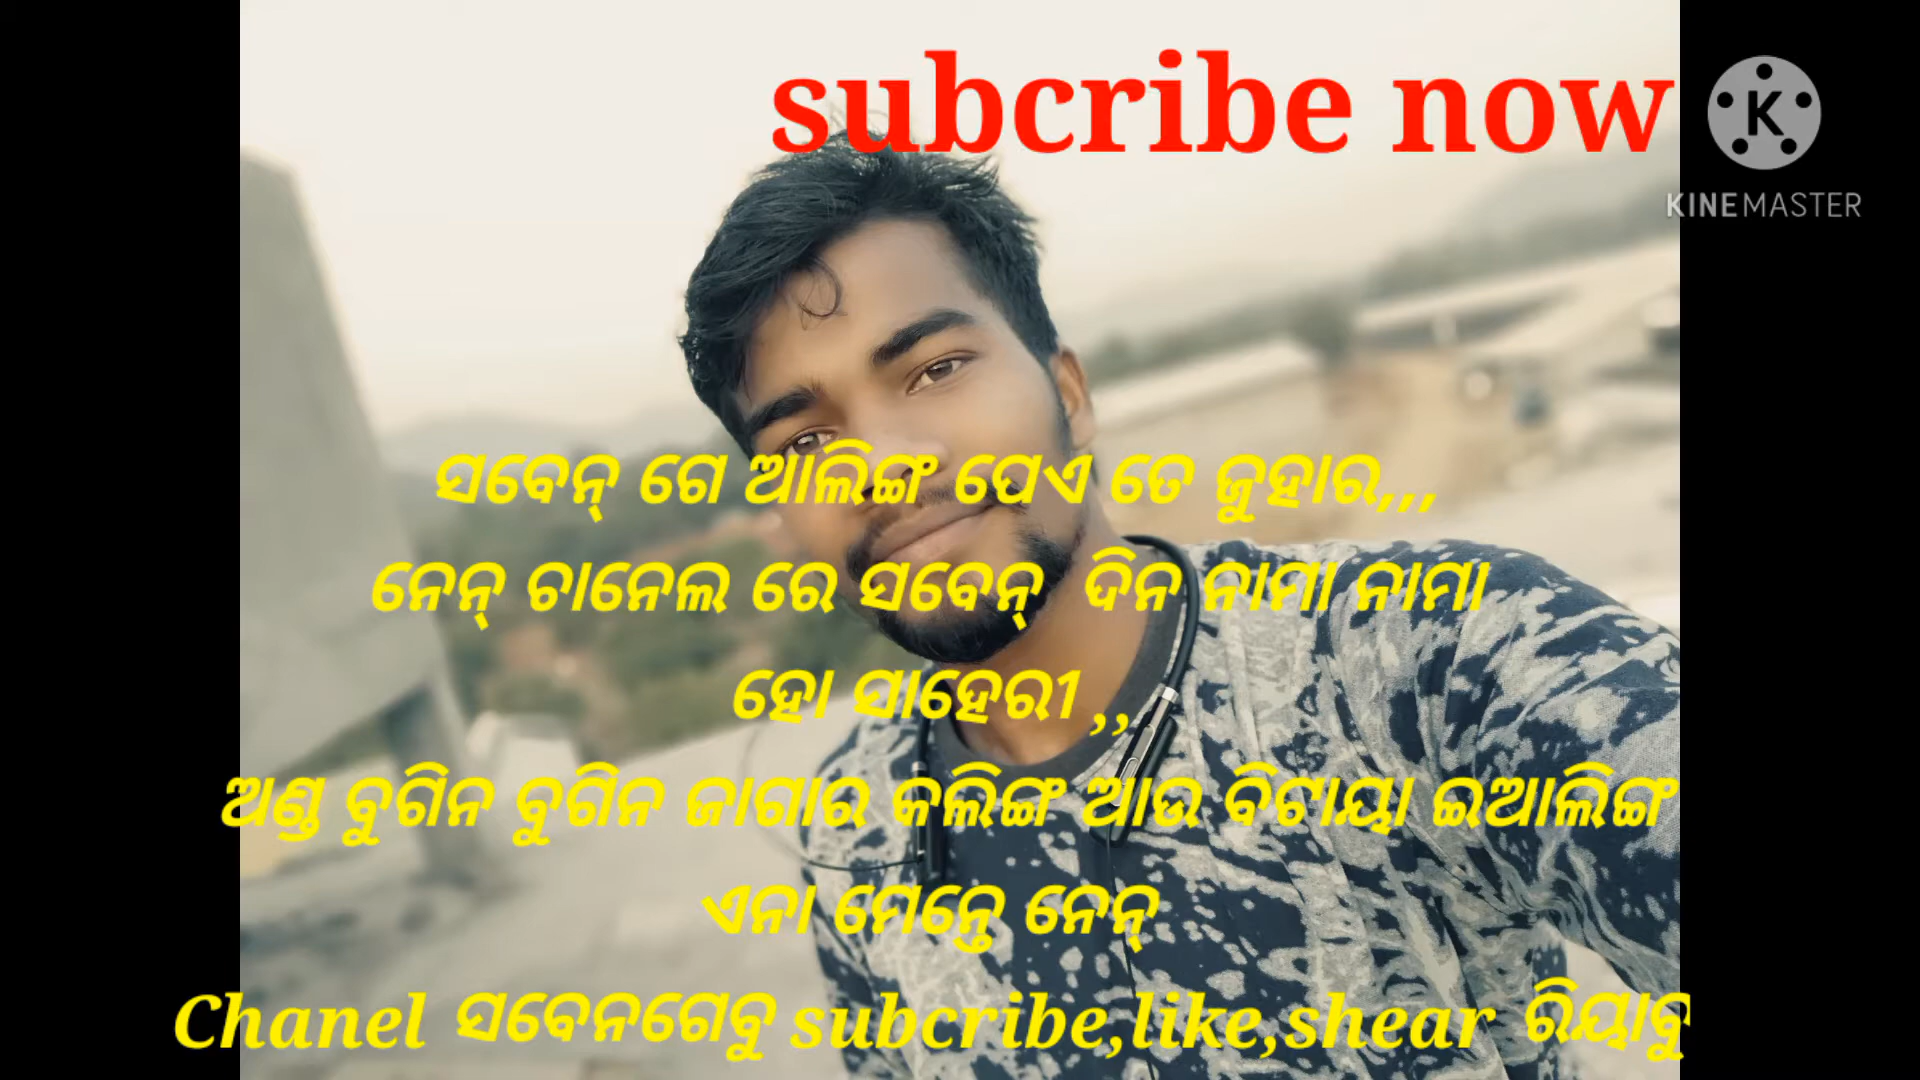 subcribe now
KINEMASTER
ସବେନ୍ ଗେ ଆଲିଙ୍ଗ ପେଏ ତେ ଜୁହାର,,,
ନେନ୍ ଚାନେଲ ରେ ସବେନ୍ ଦିନ ନାମା ନାମା
ହୋ ସାହେରୀ ,,
ଅଣ୍ଡ ବୁଗିନ ବୁଗିନ ଜାଗାର କଲିଙ୍ଗ ଆଉ ବିଟାୟା ଇଆଲିଙ୍ଗ
ଏନା ମେନ୍ତେ ନେନ୍
Chanel ସବେନଗେବୁ subcribe,like,shear ରିୟାବୁ